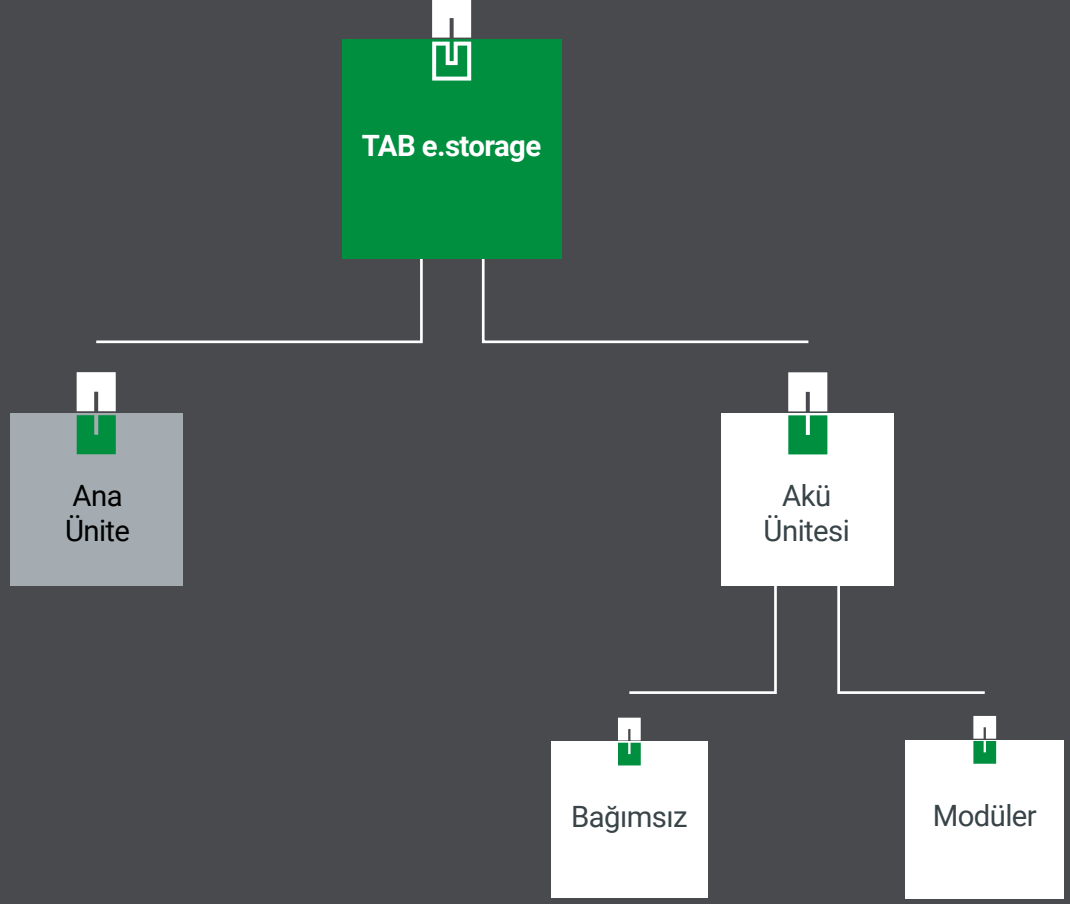 TAB e.storage
Ana
Ünite
Akü
Ünitesi
Bağımsız
Modüler